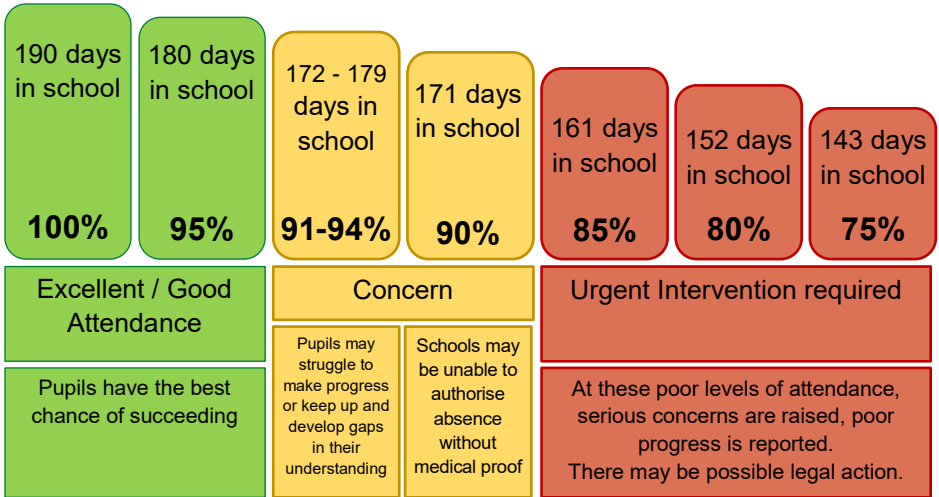 190 days
in school
100%
180 days
in school
95%
172 - 179
days in
school
91-94%
171 days
in school
90%
161 days
in school
85%
152 days
in school
80%
143 days
in school
75%
Excellent / Good
Attendance
Concern
Urgent Intervention required
Pupils have the best
chance of succeeding
Pupils may
struggle to
make progress
or keep up and
develop gaps
in their
understanding
Schools may
be unable to
authorise
absence
without
medical proof
At these poor levels of attendance,
serious concerns are raised, poor
progress is reported.
There may be possible legal action.